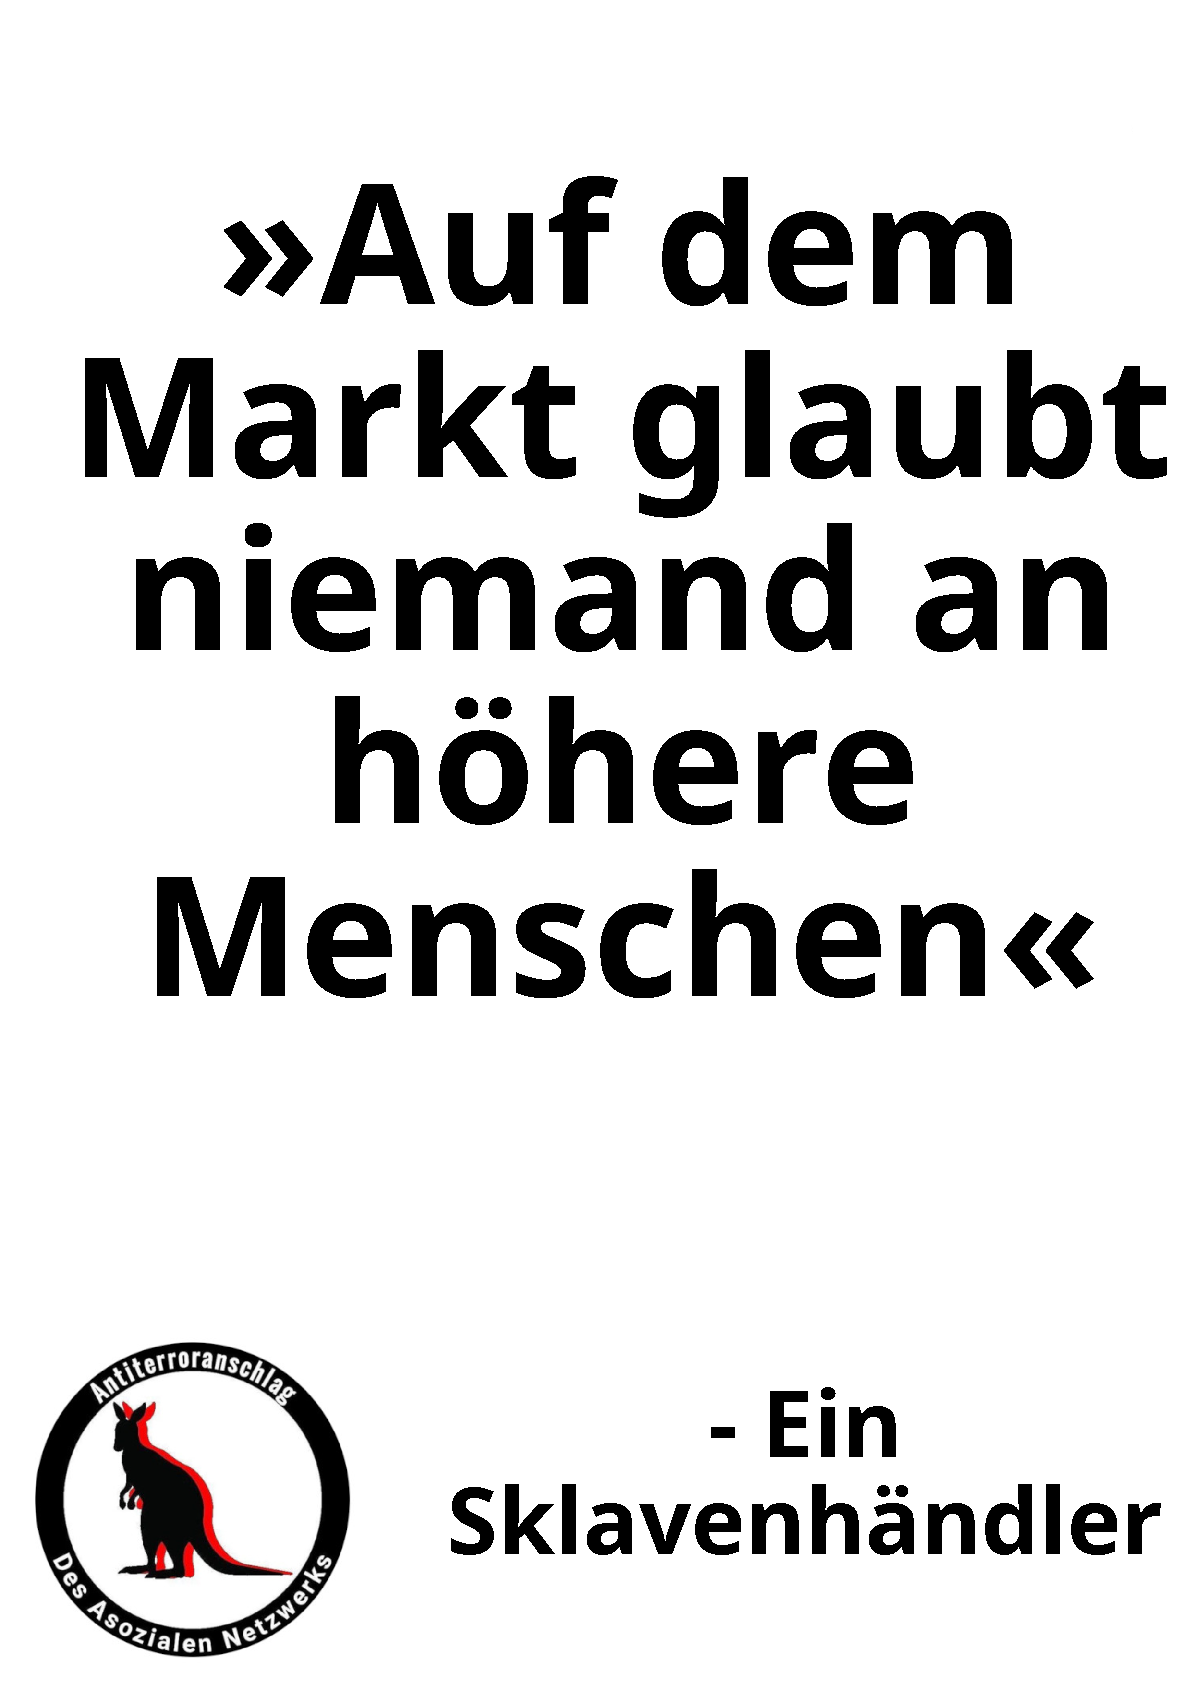 »Auf dem
Markt glaubt
niemand an
höhere
Menschen«
- Ein
Sklavenhändler
Antiterroranschlag
Des Asozialen Netzwerks